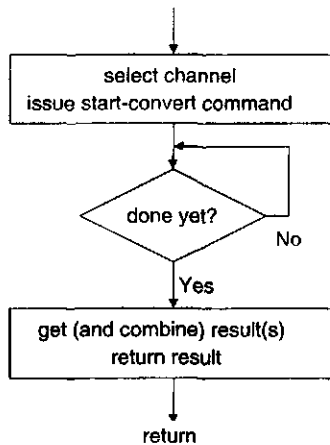 select channel
issue start-convert command
done yet?
No
Yes
get (and combine) result(s)
return result
return